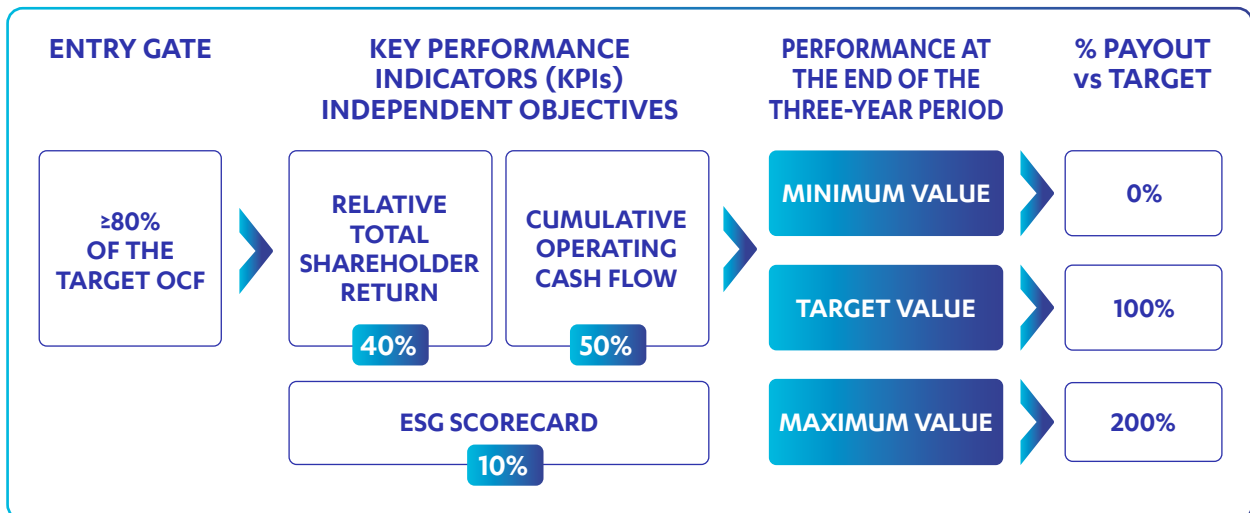 ENTRY GATE
KEY PERFORMANCE
INDICATORS (KPIs)
INDEPENDENT OBJECTIVES
PERFORMANCE AT
THE END OF THE
THREE-YEAR PERIOD
% PAYOUT
vs TARGET
≥80%
OF THE
TARGET OCF
RELATIVE
TOTAL
SHAREHOLDER
RETURN
40%
CUMULATIVE
OPERATING
CASH FLOW
50%
ESG SCORECARD
10%
MINIMUM VALUE
0%
TARGET VALUE
100%
MAXIMUM VALUE
200%